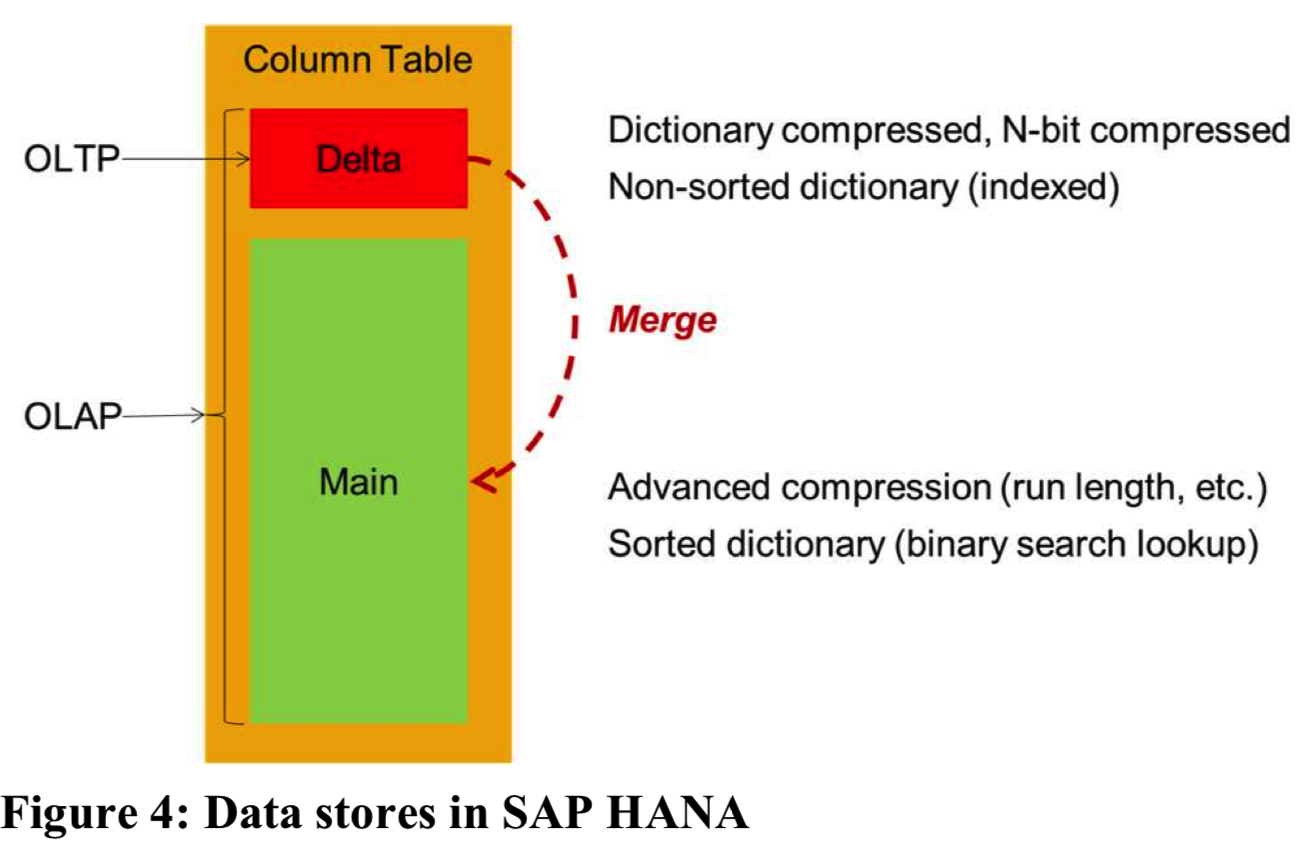 Column Table
OLTP
Delta
Dictionary compressed, N-bit compressed
Non-sorted dictionary (indexed)
Merge
OLAP
Main
Advanced compression (run length, etc.)
Sorted dictionary (binary search lookup)
Figure 4: Data stores in SAP HANA